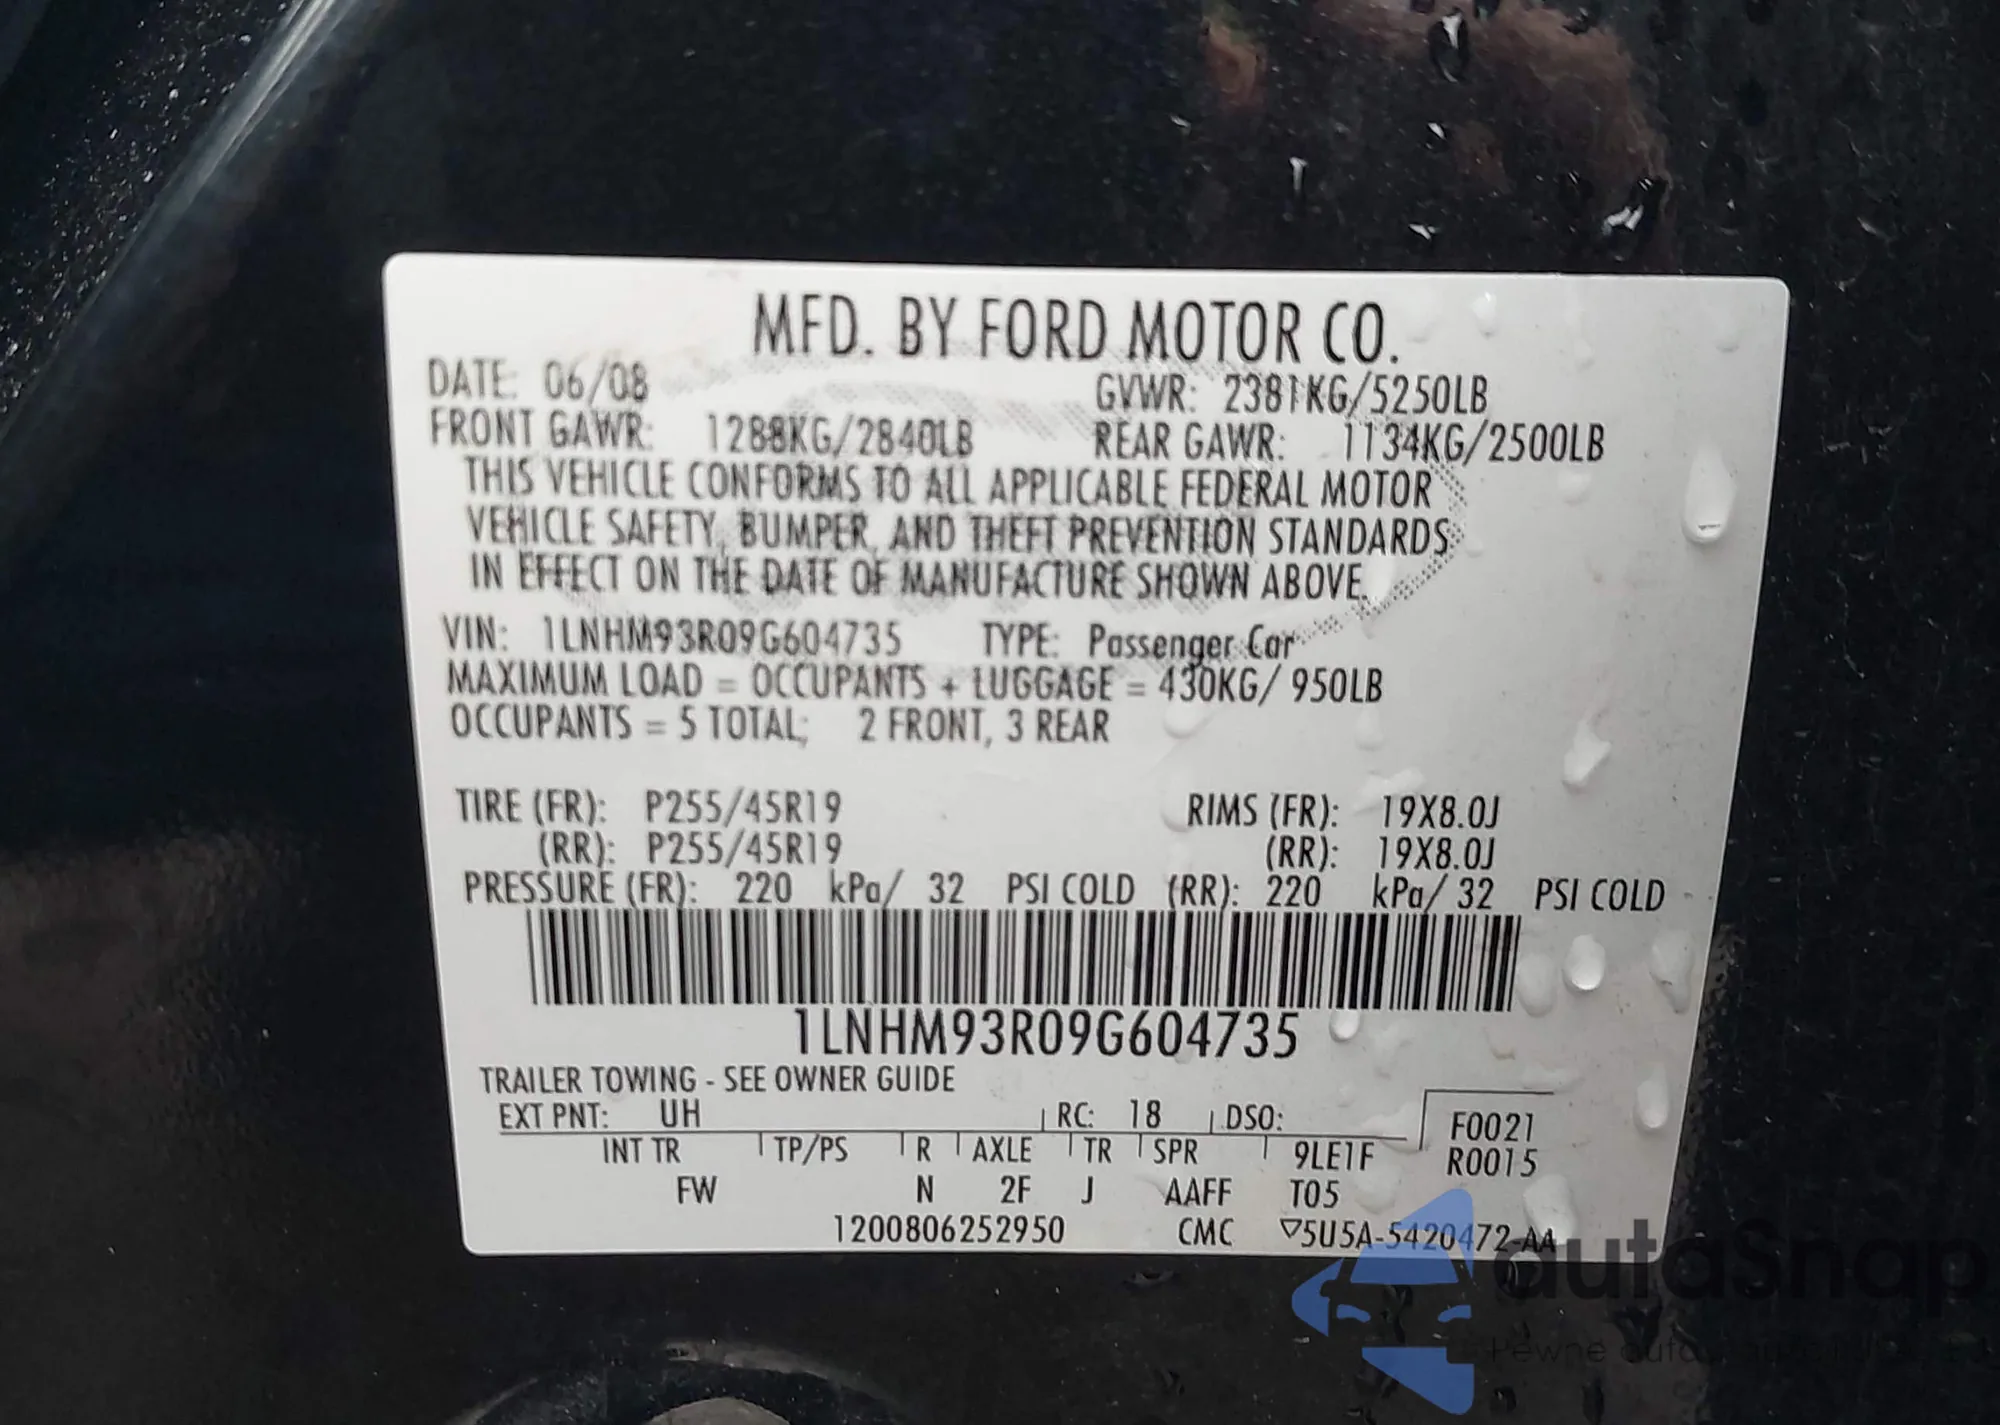 MFD. BY FORD MOTOR CO.
DATE: 06/08 GVWR: 2381KG/5250LB
FRONT GAWR: 1288KG/2840LB REAR GAWR: 1134KG/2500LB
THIS VEHICLE CONFORMS TO ALL APPLICABLE FEDERAL MOTOR
VEHICLE SAFETY, BUMPER, AND THEFT PREVENTION STANDARDS
IN EFFECT ON THE DATE OF MANUFACTURE SHOWN ABOVE.
VIN: 1LNHM93R09G604735 TYPE: Passenger Car
MAXIMUM LOAD = OCCUPANTS + LUGGAGE = 430KG/ 950LB
OCCUPANTS = 5 TOTAL; 2 FRONT, 3 REAR
TIRE (FR): P255/45R19 RIMS (FR): 19X8.0J
(RR): P255/45R19 (RR): 19X8.0J
PRESSURE (FR): 220 kPa/ 32 PSI COLD (RR): 220 kPa/ 32 PSI COLD
1LNHM93R09G604735
TRAILER TOWING - SEE OWNER GUIDE
EXT PNT: UH RC: 18 DSO: F0021
INT TR TP/PS R AXLE TR SPR 9LE1F R0015
FW N 2F J AAFF T05
1200806252950 CMC ▽5U5A-5420472-AA
autaSnap
Pewne auta